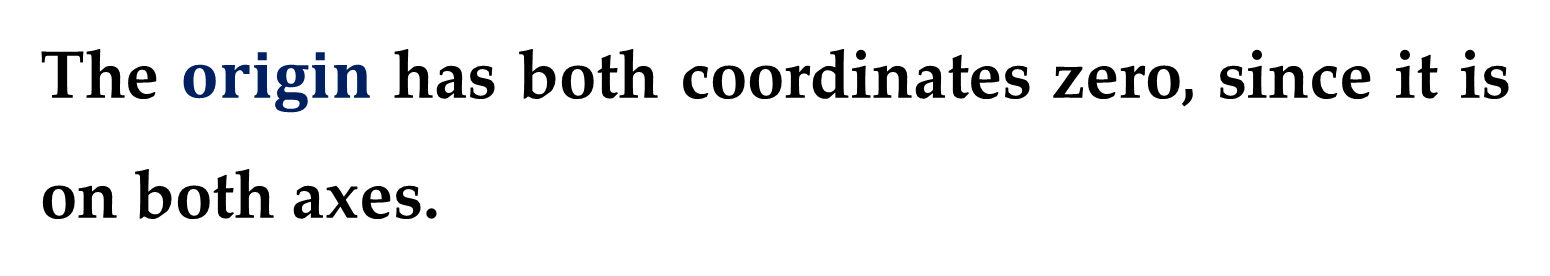 The origin has both coordinates zero, since it is
on both axes.